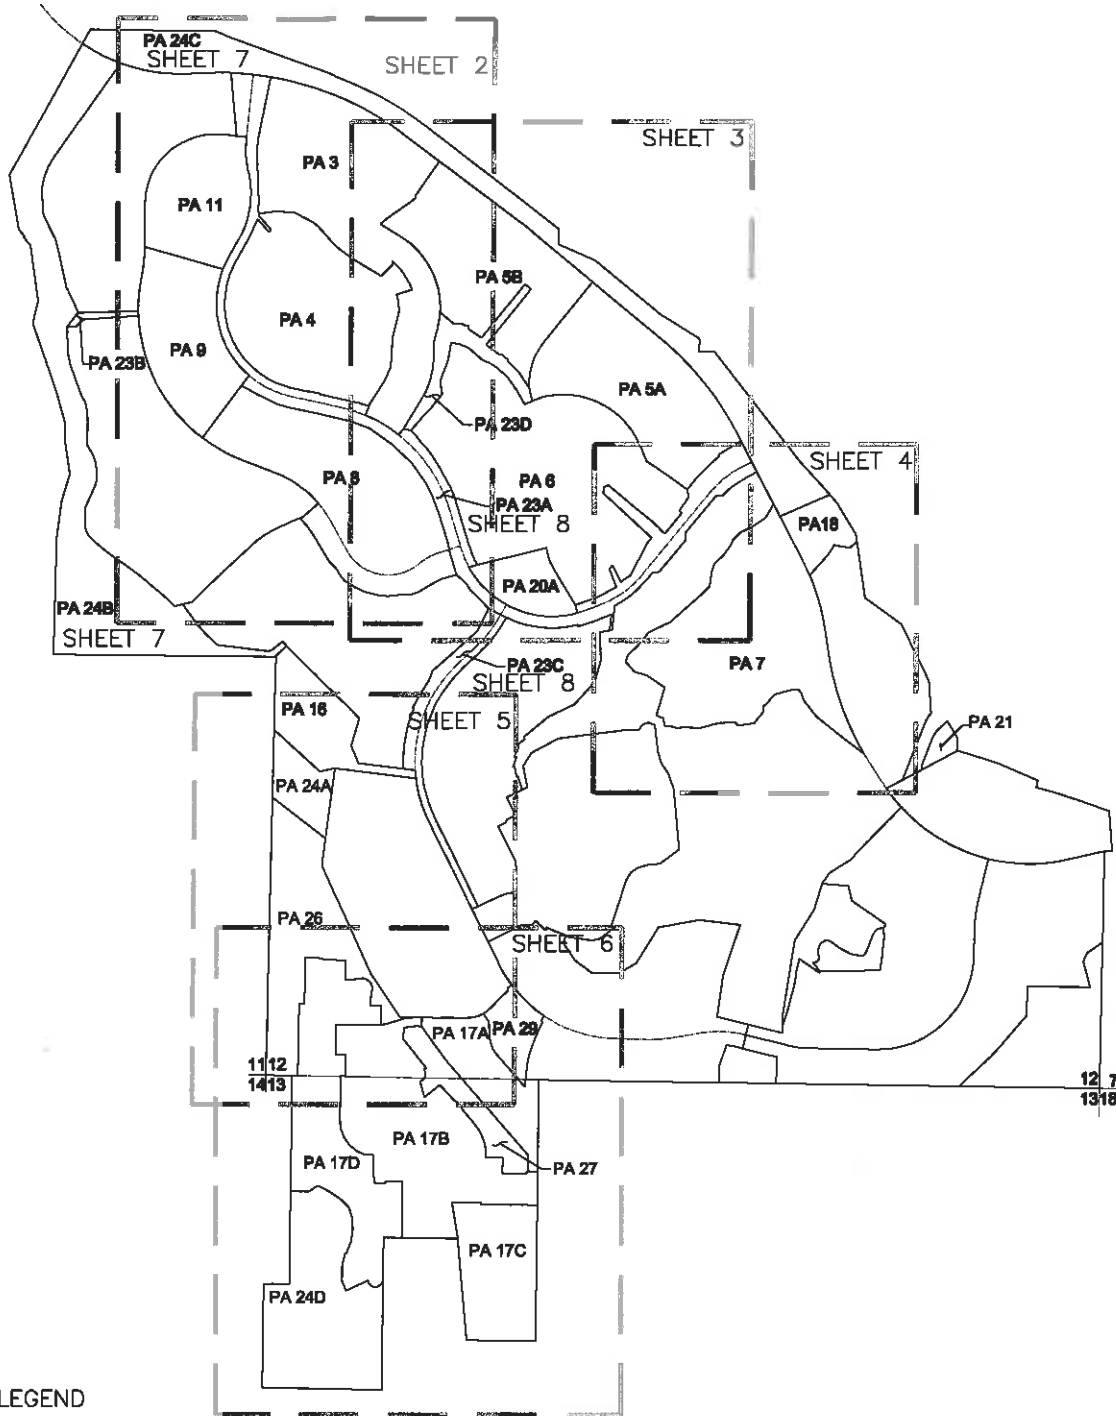 PA 24C
SHEET 7
SHEET 2
SHEET 3
PA 3
PA 11
PA 5B
PA 4
PA 9
PA 23B
PA 5A
PA 23D
SHEET 4
PA 8
PA 6
PA 23A
SHEET 8
PA18
PA 20A
PA 24B
SHEET 7
PA 23C
SHEET 8
PA 7
PA 16
SHEET 5
PA 21
PA 24A
PA 26
SHEET 6
PA 17A
PA 29
11 12
14 13
12 7
13 18
PA 17B
PA 17D
PA 27
PA 17C
PA 24D
LEGEND